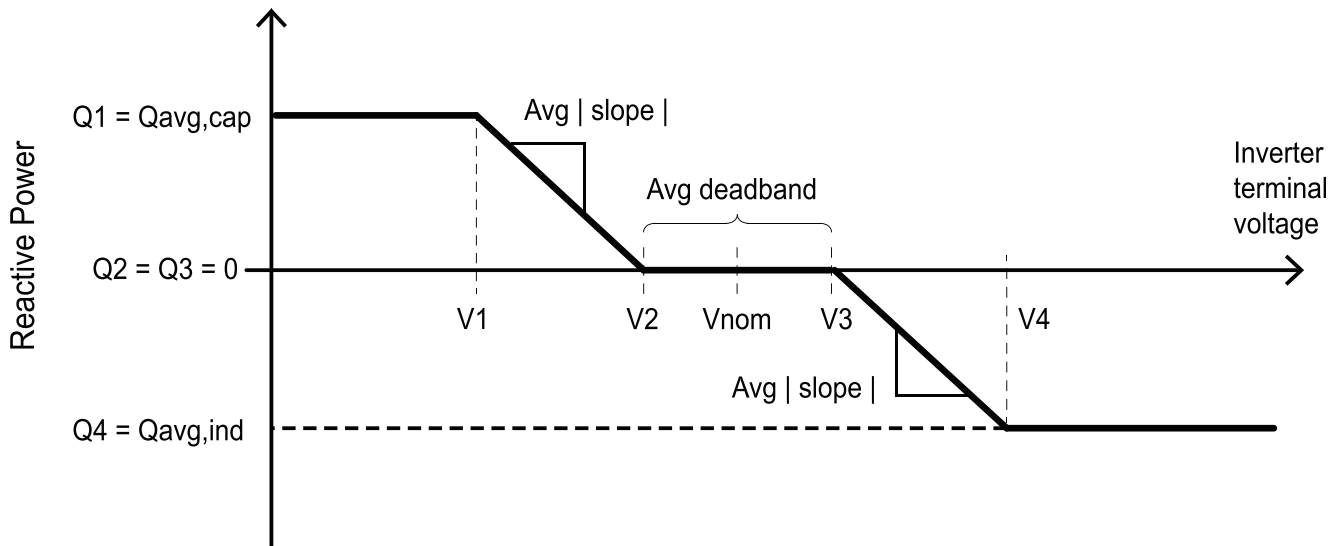 Q1 = Qavg,cap
Avg | slope |
Inverter
terminal
voltage
Avg deadband
Reactive Power
Q2 = Q3 = 0
V1
V2
Vnom
V3
V4
Avg | slope |
Q4 = Qavg,ind